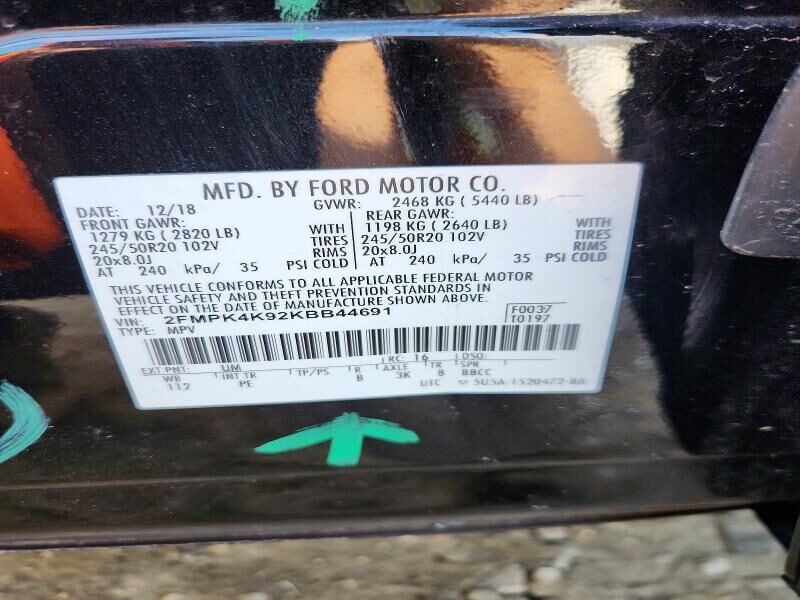 MFD. BY FORD MOTOR CO.
DATE: 12/18 GVWR: 2468 KG ( 5440 LB)
FRONT GAWR: REAR GAWR:
1279 KG ( 2820 LB) WITH 1198 KG ( 2640 LB) WITH
245/50R20 102V TIRES 245/50R20 102V TIRES
20x8.0J RIMS 20x8.0J RIMS
AT 240 kPa/ 35 PSI COLD AT 240 kPa/ 35 PSI COLD
THIS VEHICLE CONFORMS TO ALL APPLICABLE FEDERAL MOTOR
VEHICLE SAFETY AND THEFT PREVENTION STANDARDS IN
EFFECT ON THE DATE OF MANUFACTURE SHOWN ABOVE.
VIN: 2FMPK4K92KBB44691 F0037
TYPE: MPV T0197
EXT PNT: UM RC: 16 DSO:
WB INT TR TP/PS R AXLE TR SPR
112 PE B 3K 8 BBCC
UTC 5U5A-1520472-BA